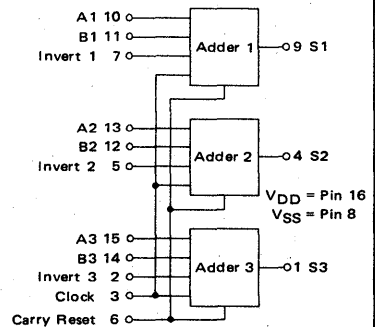 A1 10
B1 11
Invert 1 7
Adder 1
9 S1
A2 13
B2 12
Invert 2 5
Adder 2
4 S2
VDD = Pin 16
VSS = Pin 8
A3 15
B3 14
Invert 3 2
Clock 3
Carry Reset 6
Adder 3
1 S3